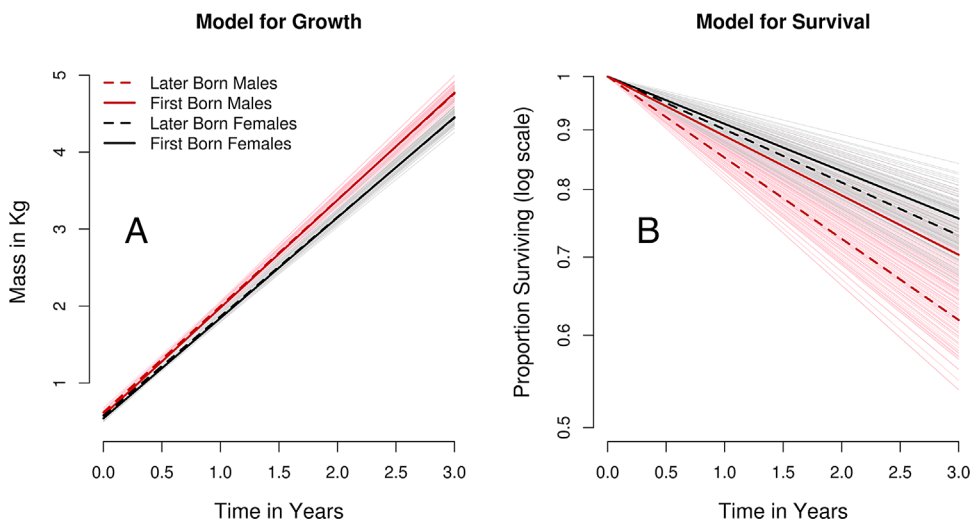 Model for Growth
Mass in Kg
5
4
3
2
1
Later Born Males
First Born Males
Later Born Females
First Born Females
A
0.0 0.5 1.0 1.5 2.0 2.5 3.0
Time in Years
Model for Survival
Proportion Surviving (log scale)
1
0.9
0.8
0.7
0.6
0.5
B
0.0 0.5 1.0 1.5 2.0 2.5 3.0
Time in Years